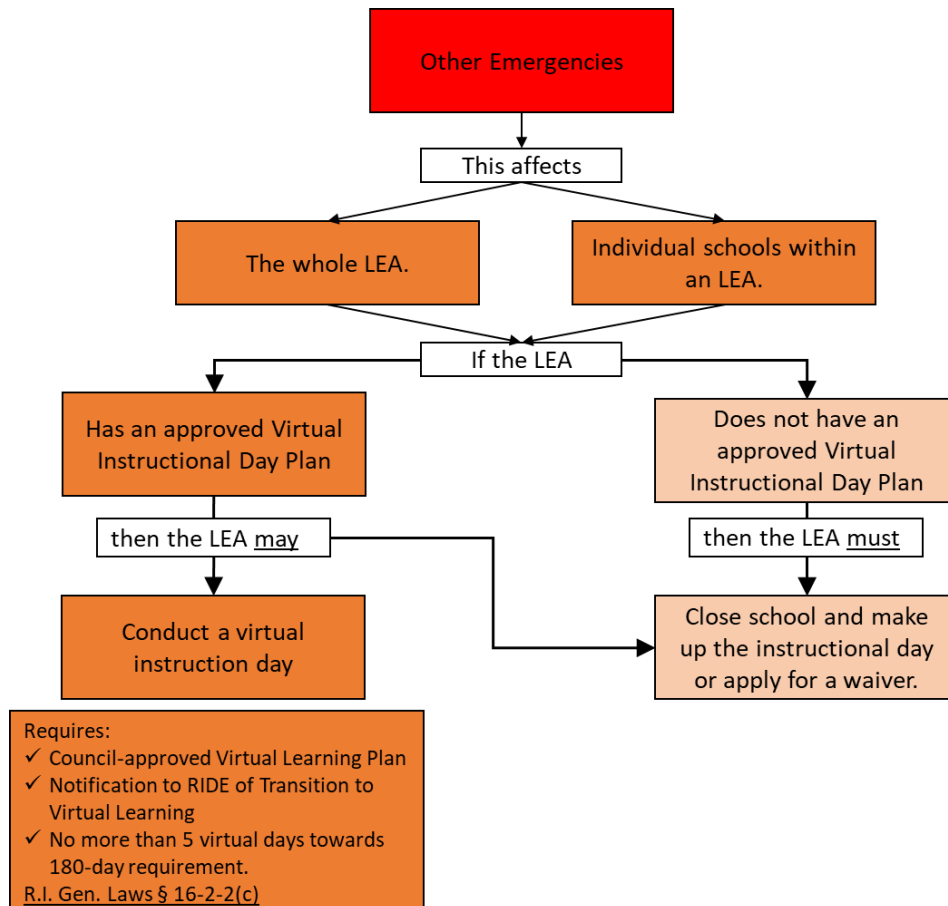 Other Emergencies
This affects
The whole LEA.
Individual schools within
an LEA.
If the LEA
Has an approved Virtual
Instructional Day Plan
Does not have an
approved Virtual
Instructional Day Plan
then the LEA may
then the LEA must
Conduct a virtual
instruction day
Close school and make
up the instructional day
or apply for a waiver.
Requires:
✓ Council-approved Virtual Learning Plan
✓ Notification to RIDE of Transition to
Virtual Learning
✓ No more than 5 virtual days towards
180-day requirement.
R.I. Gen. Laws § 16-2-2(c)